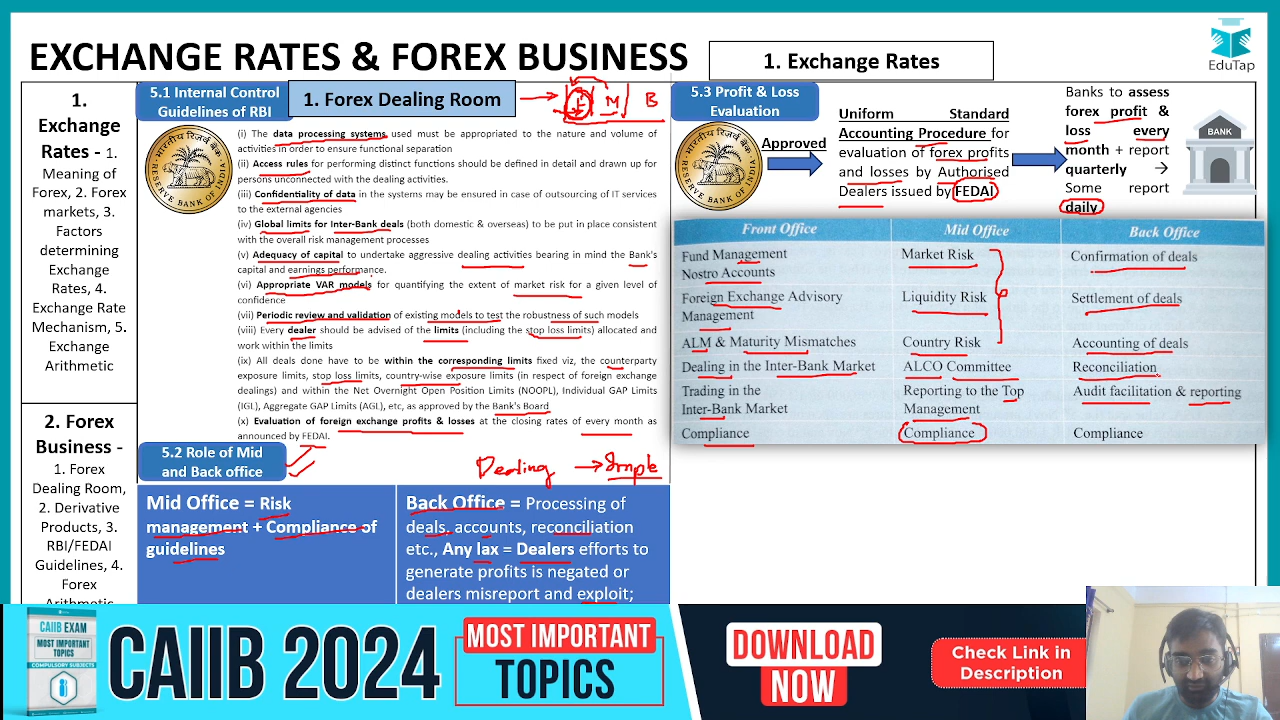 EXCHANGE RATES & FOREX BUSINESS
1. Exchange Rates
EduTap
1.
Exchange
Rates - 1.
Meaning of
Forex, 2. Forex
markets, 3.
Factors
determining
Exchange
Rates, 4.
Exchange Rate
Mechanism, 5.
Exchange
Arithmetic
2. Forex
Business -
1. Forex
Dealing Room,
2. Derivative
Products, 3.
RBI/FEDAI
Guidelines, 4.
Forex
Arithmetic
5.1 Internal Control
Guidelines of RBI
1. Forex Dealing Room
M B
(i) The data processing systems used must be appropriated to the nature and volume of
activities in order to ensure functional separation
(ii) Access rules for performing distinct functions should be defined in detail and drawn up for
persons unconnected with the dealing activities.
(iii) Confidentiality of data in the systems may be ensured in case of outsourcing of IT services
to the external agencies
(iv) Global limits for Inter-Bank deals (both domestic & overseas) to be put in place consistent
with the overall risk management processes
(v) Adequacy of capital to undertake aggressive dealing activities bearing in mind the Bank's
capital and earnings performance.
(vi) Appropriate VAR models for quantifying the extent of market risk for a given level of
confidence
(vii) Periodic review and validation of existing models to test the robustness of such models
(viii) Every dealer should be advised of the limits (including the stop loss limits) allocated and
work within the limits
(ix) All deals done have to be within the corresponding limits fixed viz, the counterparty
exposure limits, stop loss limits, country-wise exposure limits (in respect of foreign exchange
dealings) and within the Net Overnight Open Position Limits (NOOPL), Individual GAP Limits
(IGL), Aggregate GAP Limits (AGL), etc, as approved by the Bank's Board
(x) Evaluation of foreign exchange profits & losses at the closing rates of every month as
announced by FEDAI.
5.2 Role of Mid
and Back office
Dealing
Mid Office = Risk
management + Compliance of
guidelines
Back Office = Processing of
deals. accounts, reconciliation
etc., Any lax = Dealers efforts to
generate profits is negated or
dealers misreport and exploit;
5.3 Profit & Loss
Evaluation
RESERVE BANK OF INDIA
Approved
Uniform Standard
Accounting Procedure for
evaluation of forex profits
and losses by Authorised
Dealers issued by FEDAI
Banks to assess
forex profit &
loss every
month + report
quarterly →
Some report
daily
BANK
Front Office Mid Office Back Office
Fund Management Market Risk Confirmation of deals
Nostro Accounts
Foreign Exchange Advisory Liquidity Risk Settlement of deals
Management
ALM & Maturity Mismatches Country Risk Accounting of deals
Dealing in the Inter-Bank Market ALCO Committee Reconciliation
Trading in the Reporting to the Top Audit facilitation & reporting
Inter-Bank Market Management
Compliance Compliance Compliance
CAIIB EXAM
MOST IMPORTANT
TOPICS
COMPULSORY SUBJECTS
CAIIB 2024
MOST IMPORTANT
TOPICS
DOWNLOAD
NOW
Check Link in
Description